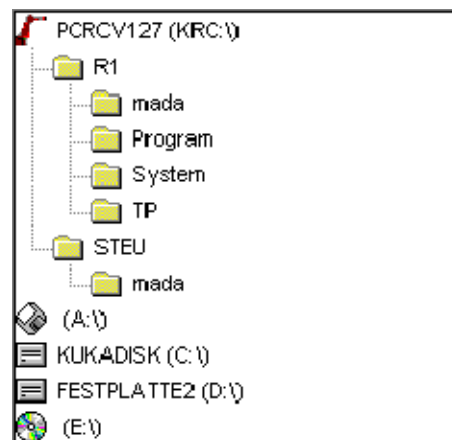 PCRCV127 (KRC:\)
R1
mada
Program
System
TP
STEU
mada
(A:\)
KUKADISK (C:\)
FESTPLATTE2 (D:\)
(E:\)